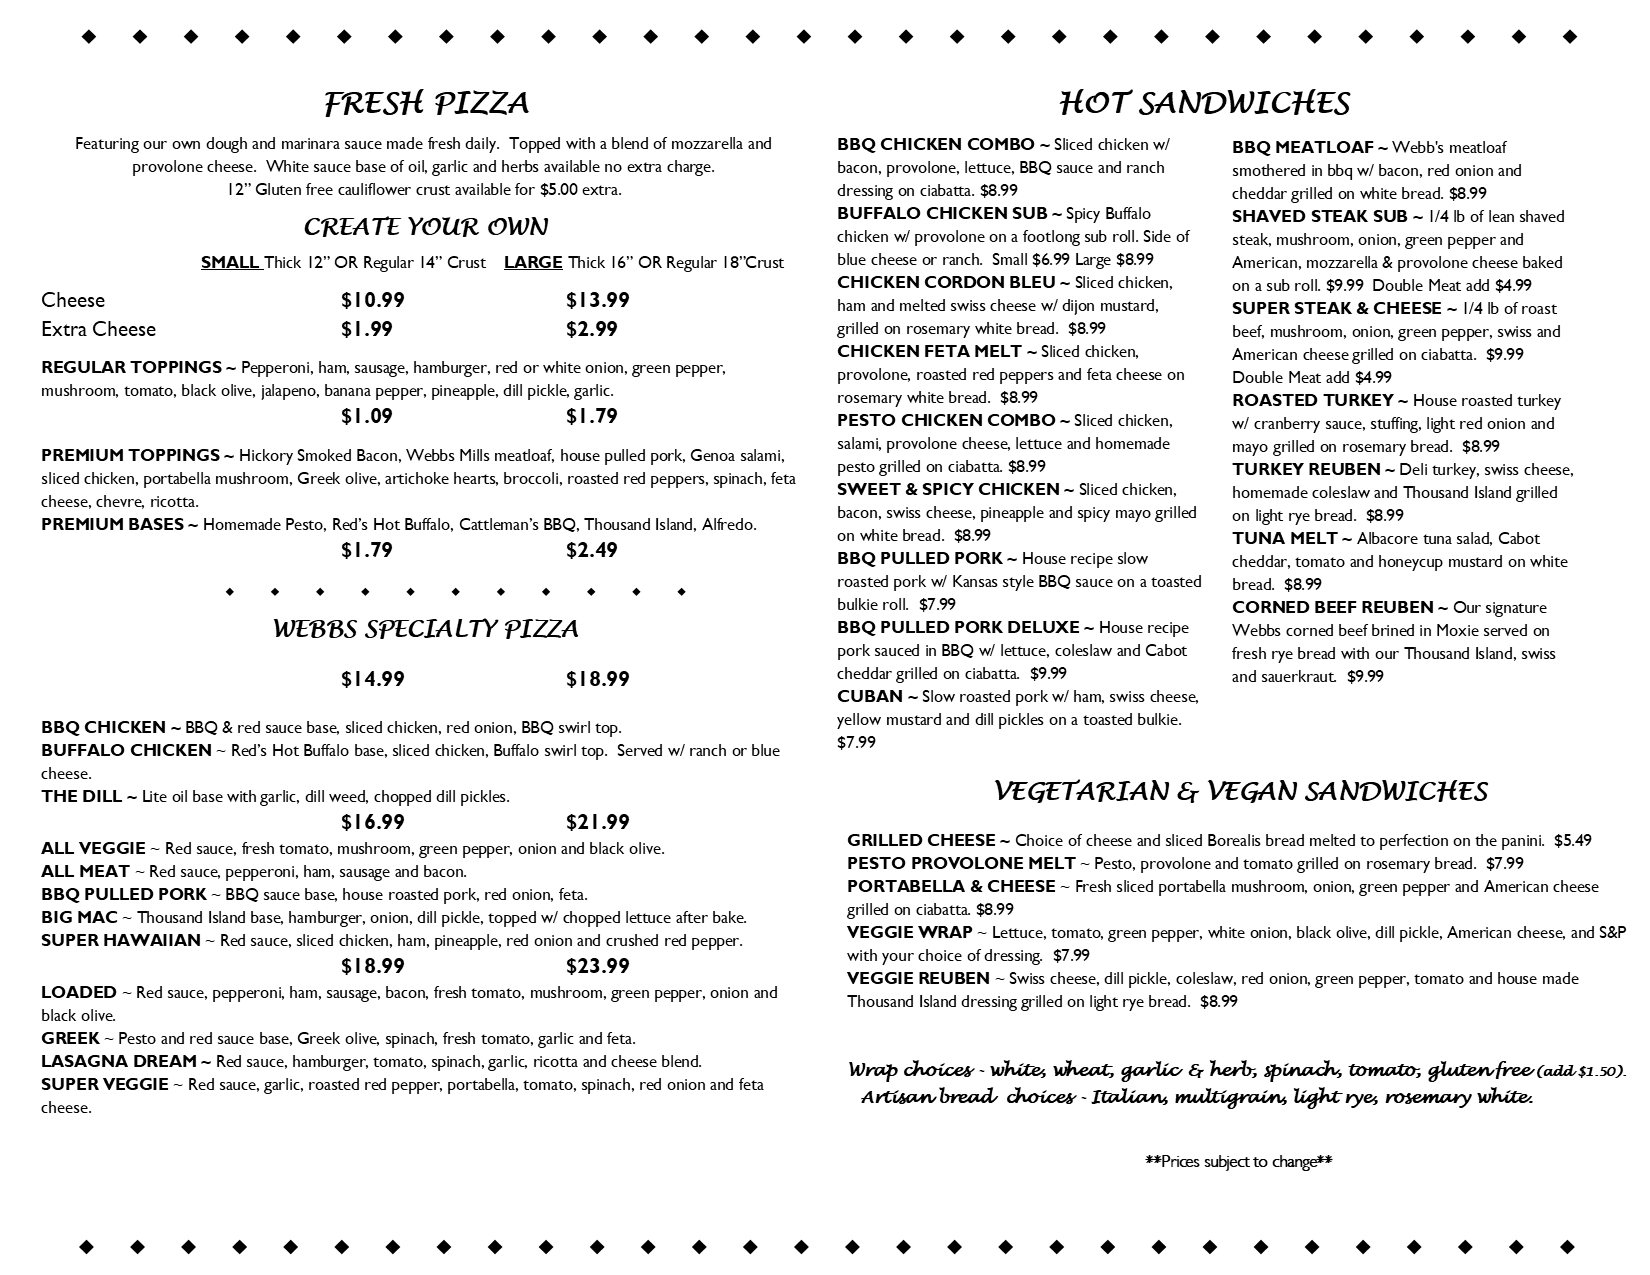 FRESH PIZZA
Featuring our own dough and marinara sauce made fresh daily. Topped with a blend of mozzarella and
provolone cheese. White sauce base of oil, garlic and herbs available no extra charge.
12” Gluten free cauliflower crust available for $5.00 extra.
CREATE YOUR OWN
SMALL Thick 12” OR Regular 14” Crust LARGE Thick 16” OR Regular 18”Crust
Cheese $10.99 $13.99
Extra Cheese $1.99 $2.99
REGULAR TOPPINGS ~ Pepperoni, ham, sausage, hamburger, red or white onion, green pepper,
mushroom, tomato, black olive, jalapeno, banana pepper, pineapple, dill pickle, garlic.
$1.09 $1.79
PREMIUM TOPPINGS ~ Hickory Smoked Bacon, Webbs Mills meatloaf, house pulled pork, Genoa salami,
sliced chicken, portabella mushroom, Greek olive, artichoke hearts, broccoli, roasted red peppers, spinach, feta
cheese, chevre, ricotta.
PREMIUM BASES ~ Homemade Pesto, Red’s Hot Buffalo, Cattleman’s BBQ, Thousand Island, Alfredo.
$1.79 $2.49
WEBBS SPECIALTY PIZZA
$14.99 $18.99
BBQ CHICKEN ~ BBQ & red sauce base, sliced chicken, red onion, BBQ swirl top.
BUFFALO CHICKEN ~ Red’s Hot Buffalo base, sliced chicken, Buffalo swirl top. Served w/ ranch or blue
cheese.
THE DILL ~ Lite oil base with garlic, dill weed, chopped dill pickles.
$16.99 $21.99
ALL VEGGIE ~ Red sauce, fresh tomato, mushroom, green pepper, onion and black olive.
ALL MEAT ~ Red sauce, pepperoni, ham, sausage and bacon.
BBQ PULLED PORK ~ BBQ sauce base, house roasted pork, red onion, feta.
BIG MAC ~ Thousand Island base, hamburger, onion, dill pickle, topped w/ chopped lettuce after bake.
SUPER HAWAIIAN ~ Red sauce, sliced chicken, ham, pineapple, red onion and crushed red pepper.
$18.99 $23.99
LOADED ~ Red sauce, pepperoni, ham, sausage, bacon, fresh tomato, mushroom, green pepper, onion and
black olive.
GREEK ~ Pesto and red sauce base, Greek olive, spinach, fresh tomato, garlic and feta.
LASAGNA DREAM ~ Red sauce, hamburger, tomato, spinach, garlic, ricotta and cheese blend.
SUPER VEGGIE ~ Red sauce, garlic, roasted red pepper, portabella, tomato, spinach, red onion and feta
cheese.
HOT SANDWICHES
BBQ CHICKEN COMBO ~ Sliced chicken w/
bacon, provolone, lettuce, BBQ sauce and ranch
dressing on ciabatta. $8.99
BUFFALO CHICKEN SUB ~ Spicy Buffalo
chicken w/ provolone on a footlong sub roll. Side of
blue cheese or ranch. Small $6.99 Large $8.99
CHICKEN CORDON BLEU ~ Sliced chicken,
ham and melted swiss cheese w/ dijon mustard,
grilled on rosemary white bread. $8.99
CHICKEN FETA MELT ~ Sliced chicken,
provolone, roasted red peppers and feta cheese on
rosemary white bread. $8.99
PESTO CHICKEN COMBO ~ Sliced chicken,
salami, provolone cheese, lettuce and homemade
pesto grilled on ciabatta. $8.99
SWEET & SPICY CHICKEN ~ Sliced chicken,
bacon, swiss cheese, pineapple and spicy mayo grilled
on white bread. $8.99
BBQ PULLED PORK ~ House recipe slow
roasted pork w/ Kansas style BBQ sauce on a toasted
bulkie roll. $7.99
BBQ PULLED PORK DELUXE ~ House recipe
pork sauced in BBQ w/ lettuce, coleslaw and Cabot
cheddar grilled on ciabatta. $9.99
CUBAN ~ Slow roasted pork w/ ham, swiss cheese,
yellow mustard and dill pickles on a toasted bulkie.
$7.99
BBQ MEATLOAF ~ Webb's meatloaf
smothered in bbq w/ bacon, red onion and
cheddar grilled on white bread. $8.99
SHAVED STEAK SUB ~ 1/4 lb of lean shaved
steak, mushroom, onion, green pepper and
American, mozzarella & provolone cheese baked
on a sub roll. $9.99 Double Meat add $4.99
SUPER STEAK & CHEESE ~ 1/4 lb of roast
beef, mushroom, onion, green pepper, swiss and
American cheese grilled on ciabatta. $9.99
Double Meat add $4.99
ROASTED TURKEY ~ House roasted turkey
w/ cranberry sauce, stuffing, light red onion and
mayo grilled on rosemary bread. $8.99
TURKEY REUBEN ~ Deli turkey, swiss cheese,
homemade coleslaw and Thousand Island grilled
on light rye bread. $8.99
TUNA MELT ~ Albacore tuna salad, Cabot
cheddar, tomato and honeycup mustard on white
bread. $8.99
CORNED BEEF REUBEN ~ Our signature
Webbs corned beef brined in Moxie served on
fresh rye bread with our Thousand Island, swiss
and sauerkraut. $9.99
VEGETARIAN & VEGAN SANDWICHES
GRILLED CHEESE ~ Choice of cheese and sliced Borealis bread melted to perfection on the panini. $5.49
PESTO PROVOLONE MELT ~ Pesto, provolone and tomato grilled on rosemary bread. $7.99
PORTABELLA & CHEESE ~ Fresh sliced portabella mushroom, onion, green pepper and American cheese
grilled on ciabatta. $8.99
VEGGIE WRAP ~ Lettuce, tomato, green pepper, white onion, black olive, dill pickle, American cheese, and S&P
with your choice of dressing. $7.99
VEGGIE REUBEN ~ Swiss cheese, dill pickle, coleslaw, red onion, green pepper, tomato and house made
Thousand Island dressing grilled on light rye bread. $8.99
Wrap choices - white, wheat, garlic & herb, spinach, tomato, gluten free (add $1.50).
Artisan bread choices - Italian, multigrain, light rye, rosemary white.
**Prices subject to change**